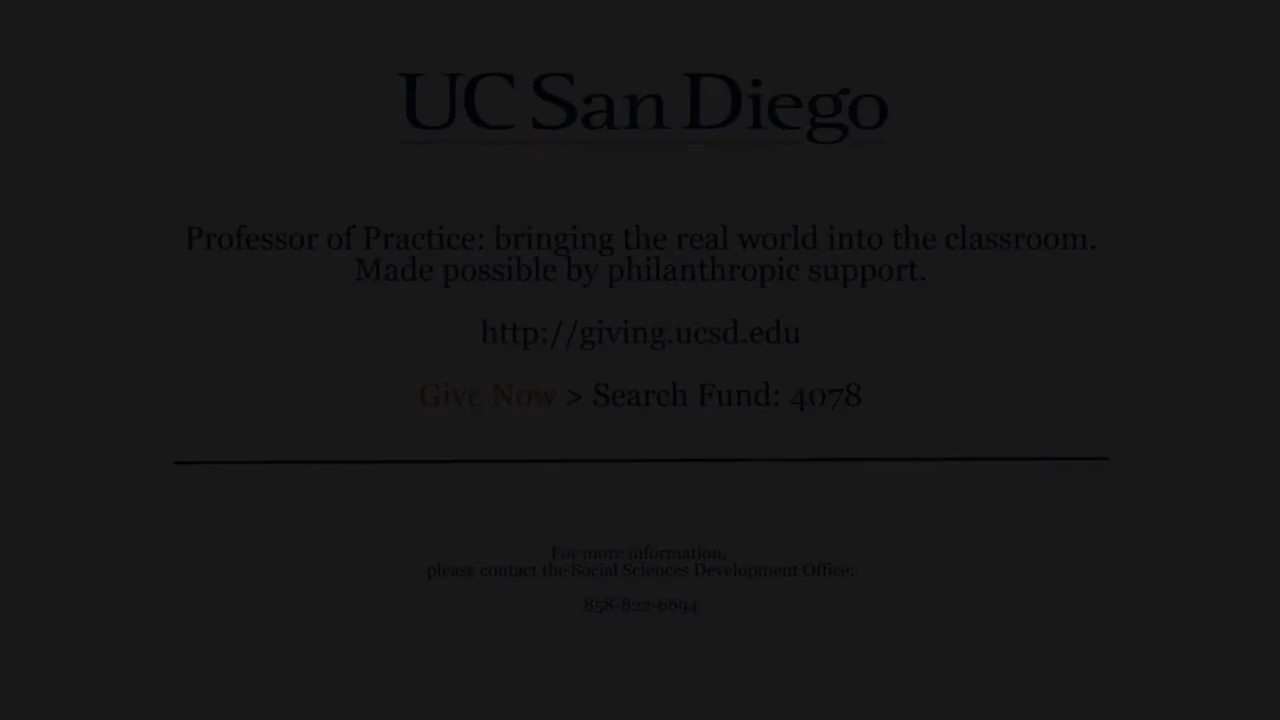 UC San Diego
Professor of Practice: bringing the real world into the classroom.
Made possible by philanthropic support.
http://giving.ucsd.edu
Give Now > Search Fund: 4078
For more information,
please contact the Social Sciences Development Office:
858-822-6694